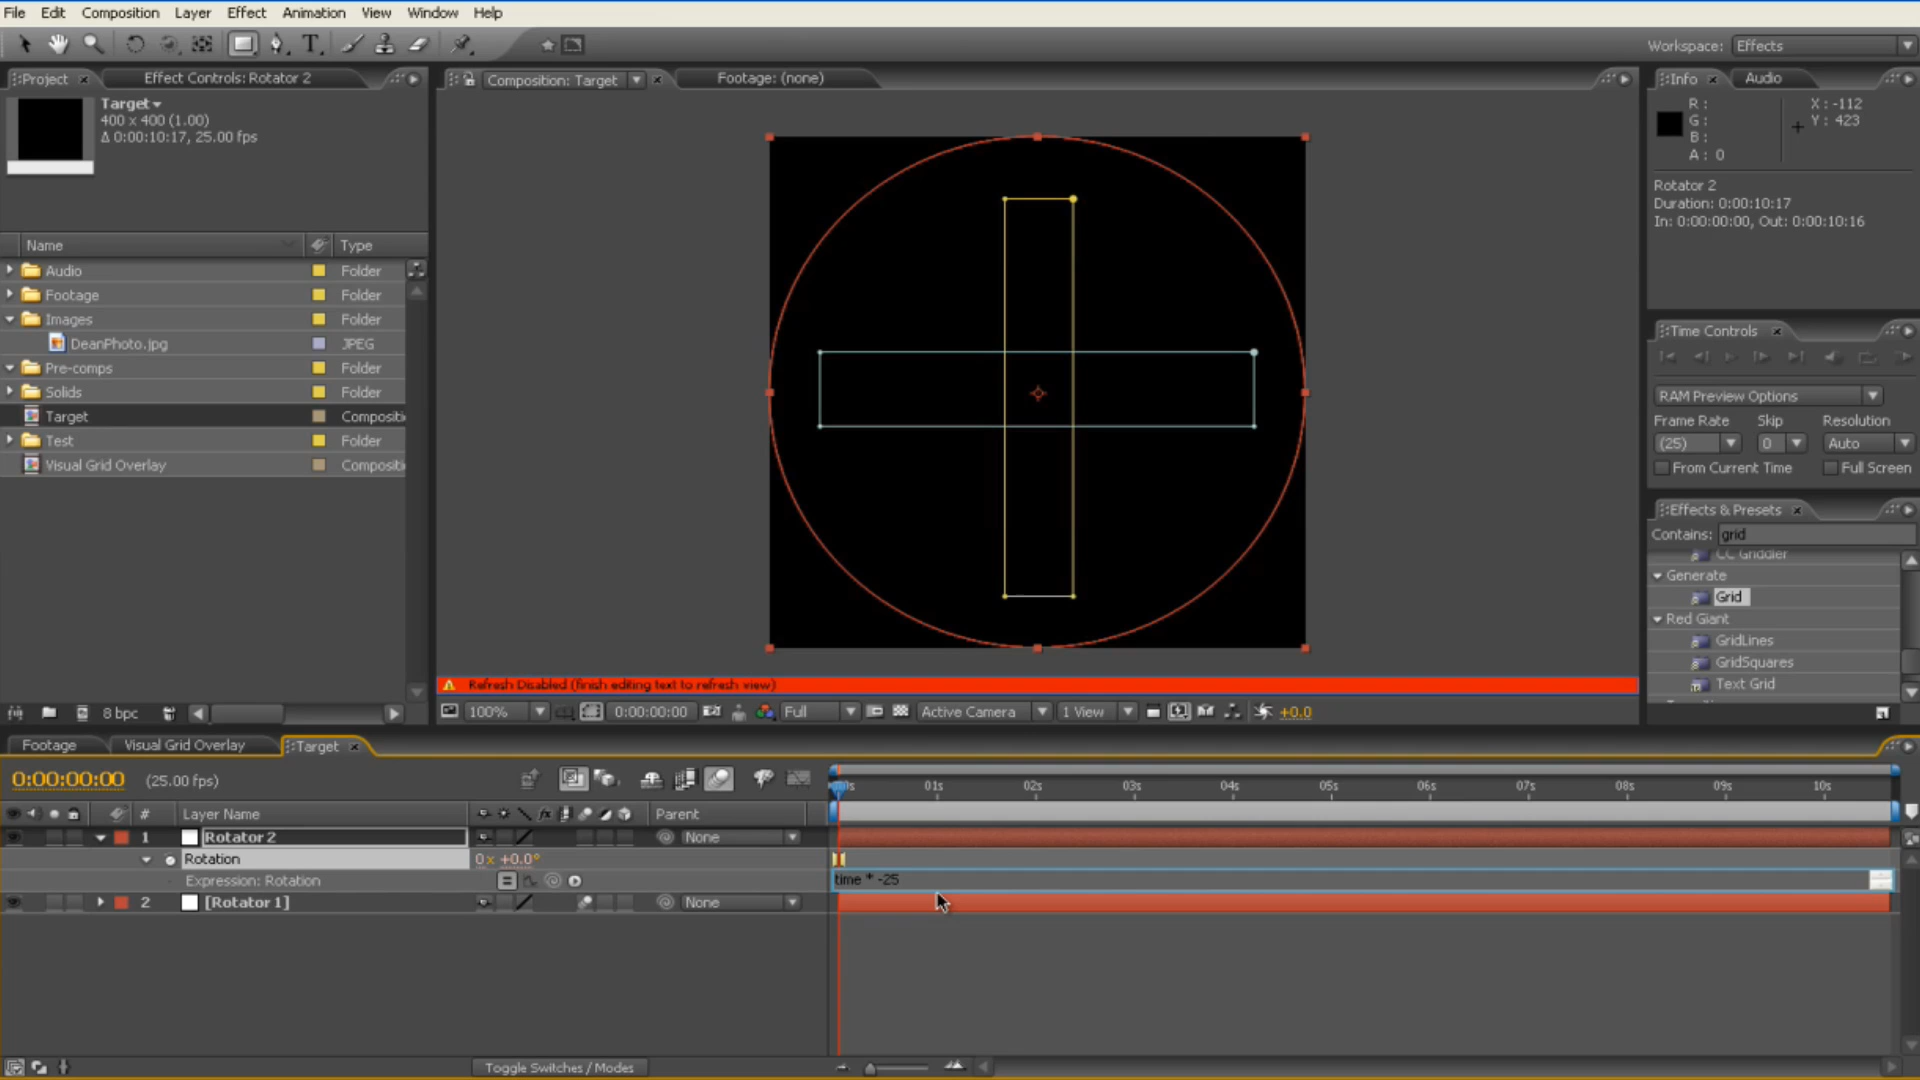 File Edit Composition Layer Effect Animation View Window Help
Workspace: Effects
Project Effect Controls: Rotator 2
Composition: Target Footage: (none)
Info Audio
Target
400 x 400 (1.00)
Δ 0:00:10:17, 25.00 fps
R :
G :
B :
A : 0
X : -112
Y : 423
Rotator 2
Duration: 0:00:10:17
In: 0:00:00:00, Out: 0:00:10:16
Name Type
Audio Folder
Footage Folder
Images Folder
DeanPhoto.jpg JPEG
Pre-comps Folder
Solids Folder
Target Compositi
Test Folder
Visual Grid Overlay Compositi
Time Controls
RAM Preview Options
Frame Rate Skip Resolution
(25) 0 Auto
From Current Time Full Screen
Effects & Presets
Contains: grid
CC Griddler
Generate
Grid
Red Giant
GridLines
GridSquares
Text Grid
Refresh Disabled (finish editing text to refresh view)
8 bpc
100% 0:00:00:00 Full Active Camera 1 View +0.0
Footage Visual Grid Overlay Target
0:00:00:00 (25.00 fps)
01s 02s 03s 04s 05s 06s 07s 08s 09s 10s
# Layer Name Parent
1 Rotator 2 None
Rotation 0 x +0.0°
Expression: Rotation time * -25
2 [Rotator 1] None
Toggle Switches / Modes